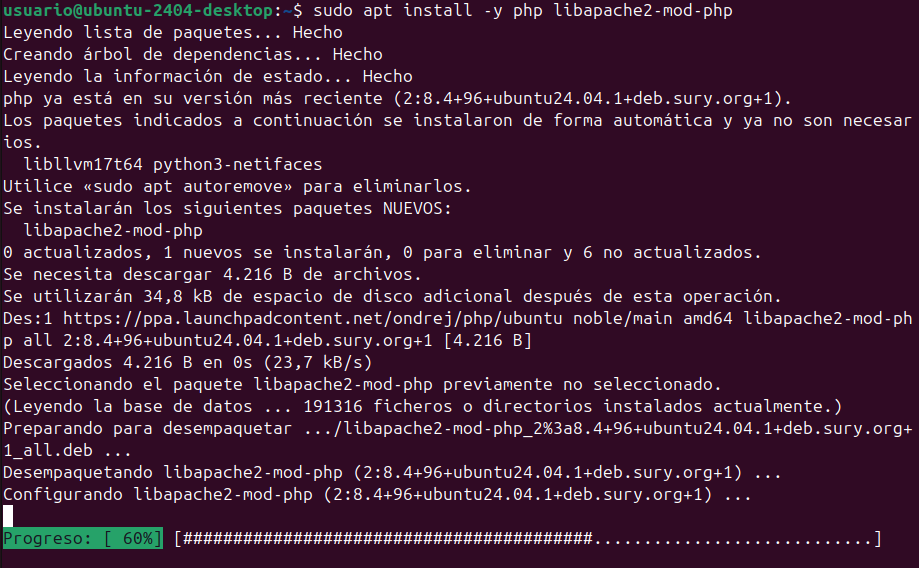 usuario@ubuntu-2404-desktop:~$ sudo apt install -y php libapache2-mod-php
Leyendo lista de paquetes... Hecho
Creando árbol de dependencias... Hecho
Leyendo la información de estado... Hecho
php ya está en su versión más reciente (2:8.4+96+ubuntu24.04.1+deb.sury.org+1).
Los paquetes indicados a continuación se instalaron de forma automática y ya no son necesar
ios.
  libllvm17t64 python3-netifaces
Utilice «sudo apt autoremove» para eliminarlos.
Se instalarán los siguientes paquetes NUEVOS:
  libapache2-mod-php
0 actualizados, 1 nuevos se instalarán, 0 para eliminar y 6 no actualizados.
Se necesita descargar 4.216 B de archivos.
Se utilizarán 34,8 kB de espacio de disco adicional después de esta operación.
Des:1 https://ppa.launchpadcontent.net/ondrej/php/ubuntu noble/main amd64 libapache2-mod-ph
p all 2:8.4+96+ubuntu24.04.1+deb.sury.org+1 [4.216 B]
Descargados 4.216 B en 0s (23,7 kB/s)
Seleccionando el paquete libapache2-mod-php previamente no seleccionado.
(Leyendo la base de datos ... 191316 ficheros o directorios instalados actualmente.)
Preparando para desempaquetar .../libapache2-mod-php_2%3a8.4+96+ubuntu24.04.1+deb.sury.org+
1_all.deb ...
Desempaquetando libapache2-mod-php (2:8.4+96+ubuntu24.04.1+deb.sury.org+1) ...
Configurando libapache2-mod-php (2:8.4+96+ubuntu24.04.1+deb.sury.org+1) ...
Progreso: [ 60%] [#########################################............................]